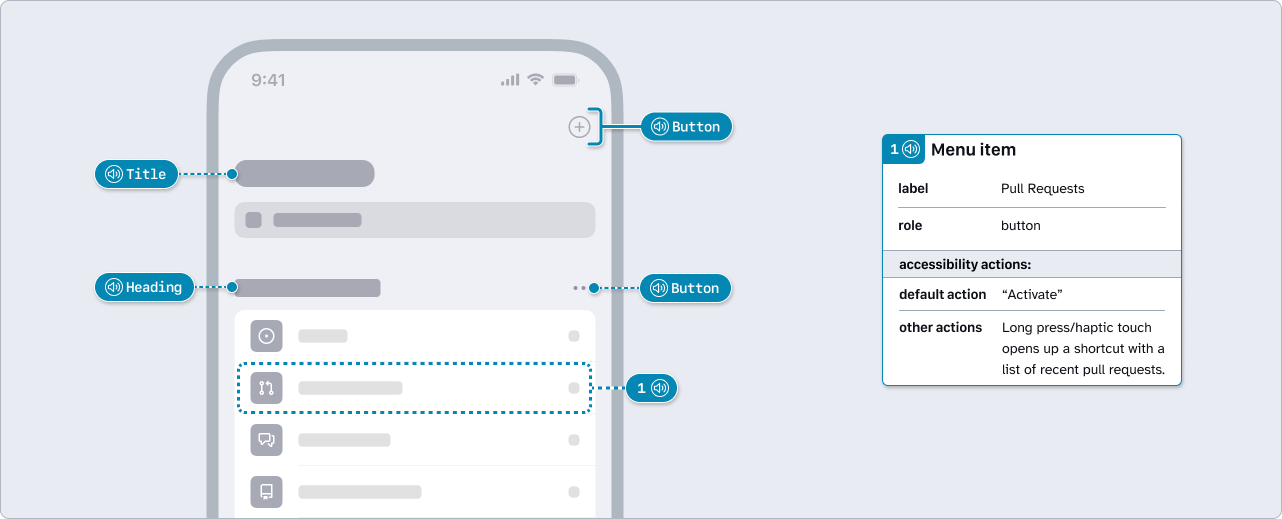 9:41
Button
Title
Heading
Button
1
1 Menu item
label Pull Requests
role button
accessibility actions:
default action “Activate”
other actions Long press/haptic touch
opens up a shortcut with a
list of recent pull requests.